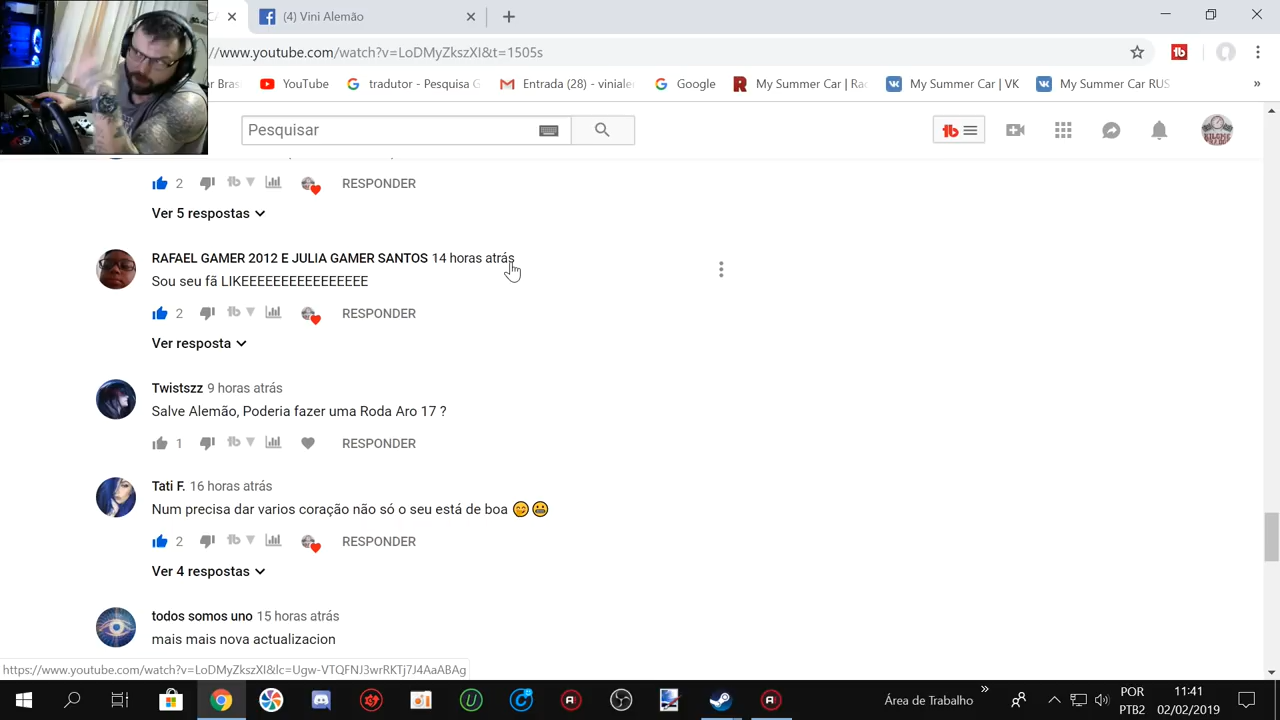 (4) Vini Alemão
//www.youtube.com/watch?v=LoDMyZkszXI&t=1505s
Bras
YouTube
tradutor - Pesquisa G
Entrada (28) - viniale
Google
My Summer Car | Ra
My Summer Car | VK
My Summer Car RUS
»
Pesquisar
2 RESPONDER
Ver 5 respostas
RAFAEL GAMER 2012 E JULIA GAMER SANTOS 14 horas atrás
Sou seu fã LIKEEEEEEEEEEEEEEEE
2 RESPONDER
Ver resposta
Twistszz 9 horas atrás
Salve Alemão, Poderia fazer uma Roda Aro 17 ?
1 RESPONDER
Tati F. 16 horas atrás
Num precisa dar varios coração não só o seu está de boa 😋😬
2 RESPONDER
Ver 4 respostas
todos somos uno 15 horas atrás
mais mais nova actualizacion
https://www.youtube.com/watch?v=LoDMyZkszXI&lc=Ugw-VTQFNJ3wrRKTj7J4AaABAg
Área de Trabalho
»
POR
PTB2
11:41
02/02/2019